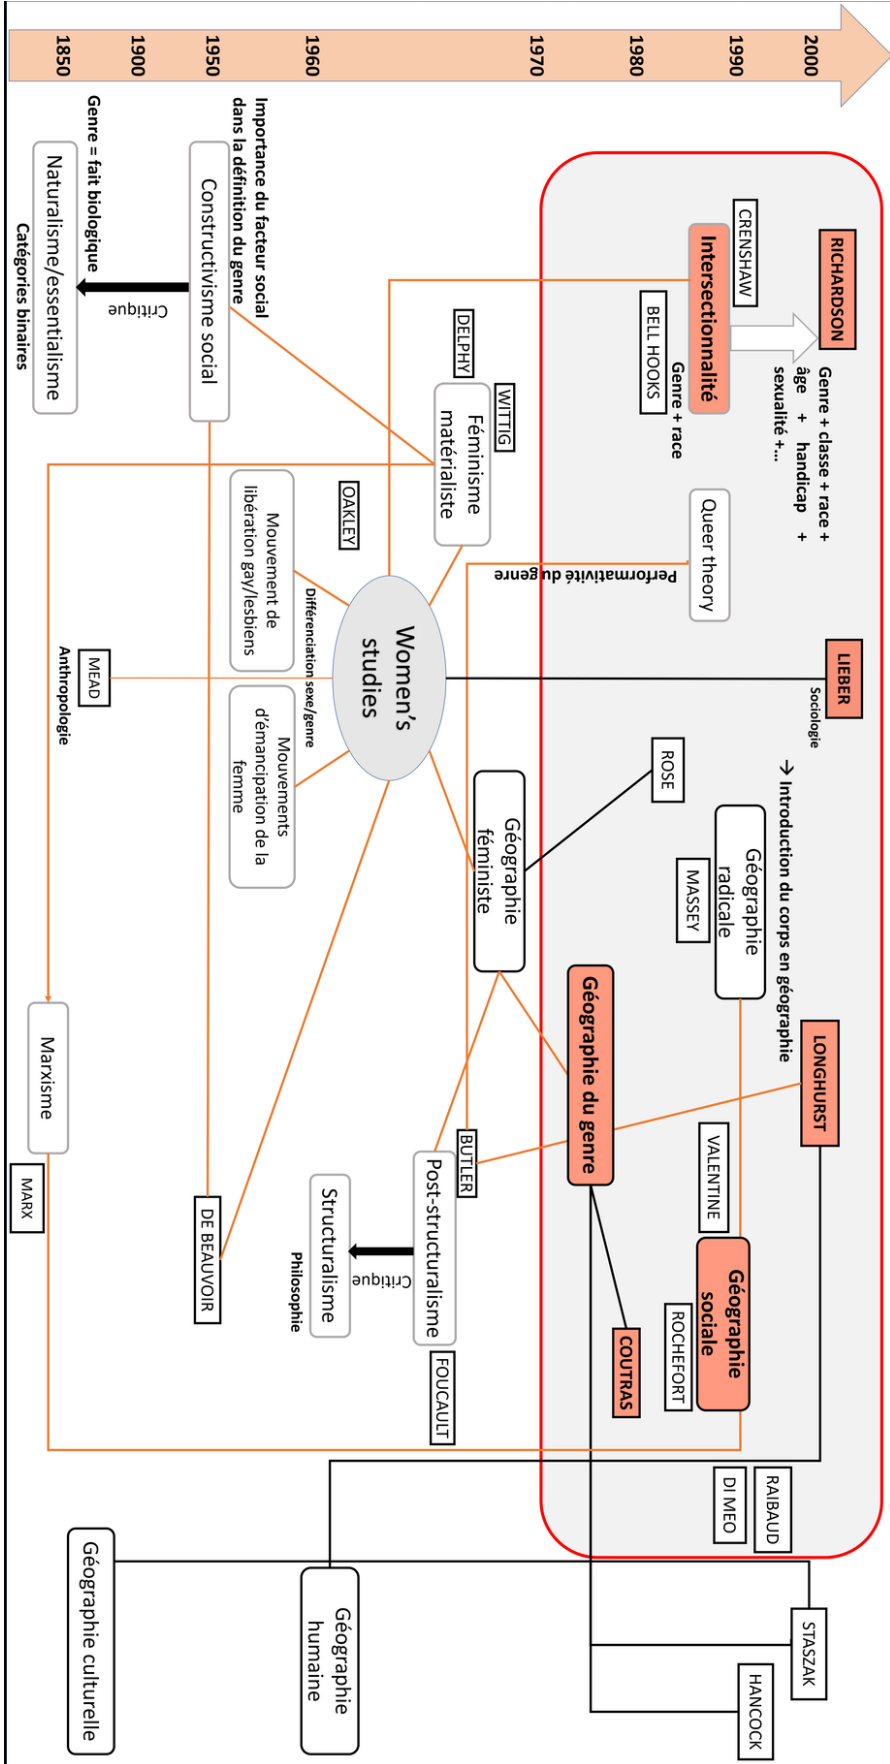 2000
1990
1980
1970
1960
1950
1900
1850
RICHARDSON
Genre + classe + race +
âge + handicap +
sexualité +...
CRENSHAW
Intersectionnalité
BELL HOOKS
Genre + race
Queer theory
Performativité du genre
LIEBER
Sociologie
→ Introduction du corps en géographie
LONGHURST
Géographie
radicale
MASSEY
ROSE
VALENTINE
Géographie
sociale
ROCHEFORT
RAIBAUD
DI MEO
STASZAK
HANCOCK
Géographie du genre
COUTRAS
WITTIG
DELPHY
Féminisme
matérialiste
Géographie
féministe
BUTLER
Post-structuralisme
FOUCAULT
Critique
Structuralisme
Philosophie
Women's
studies
OAKLEY
Différenciation sexe/genre
Mouvement de
libération gay/lesbiens
Mouvements
d'émancipation de la
femme
Géographie
humaine
Importance du facteur social
dans la définition du genre
Constructivisme social
DE BEAUVOIR
Critique
Genre = fait biologique
Naturalisme/essentialisme
Catégories binaires
MEAD
Anthropologie
Marxisme
MARX
Géographie culturelle